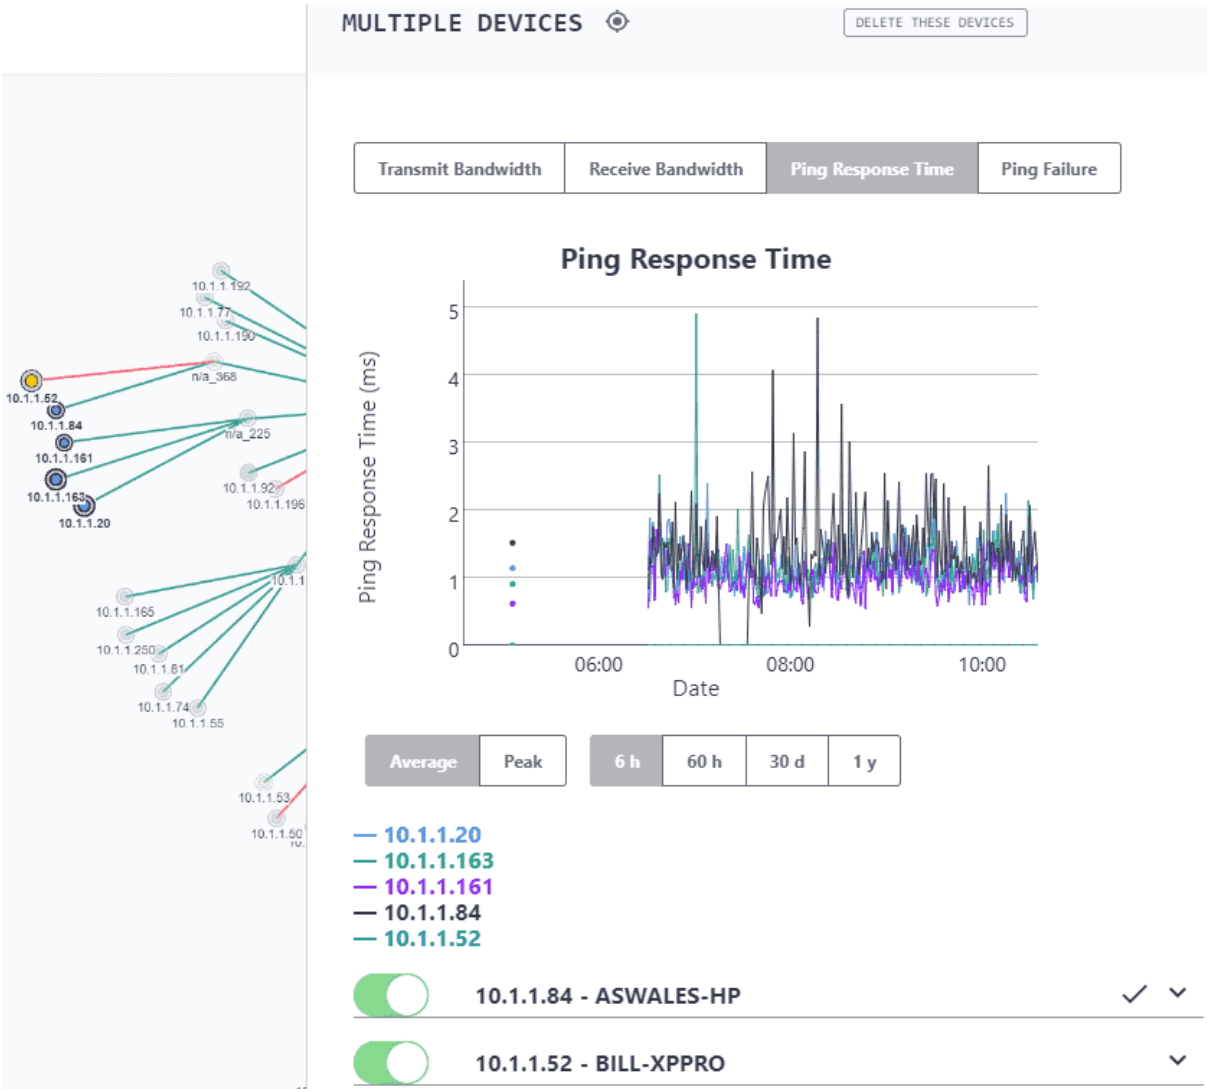 MULTIPLE DEVICES
DELETE THESE DEVICES
Transmit Bandwidth
Receive Bandwidth
Ping Response Time
Ping Failure
Ping Response Time
Ping Response Time (ms)
5
4
3
2
1
0
06:00
08:00
10:00
Date
Average
Peak
6 h
60 h
30 d
1 y
10.1.1.20
10.1.1.163
10.1.1.161
10.1.1.84
10.1.1.52
10.1.1.84 - ASWALES-HP
10.1.1.52 - BILL-XPPRO
10.1.1.192
10.1.1.77
10.1.1.190
n/a_368
10.1.1.52
10.1.1.84
n/a_225
10.1.1.161
10.1.1.163
10.1.1.20
10.1.1.92
10.1.1.196
10.1.1
10.1.1.165
10.1.1.250
10.1.1.81
10.1.1.74
10.1.1.55
10.1.1.53
10.1.1.50
10.